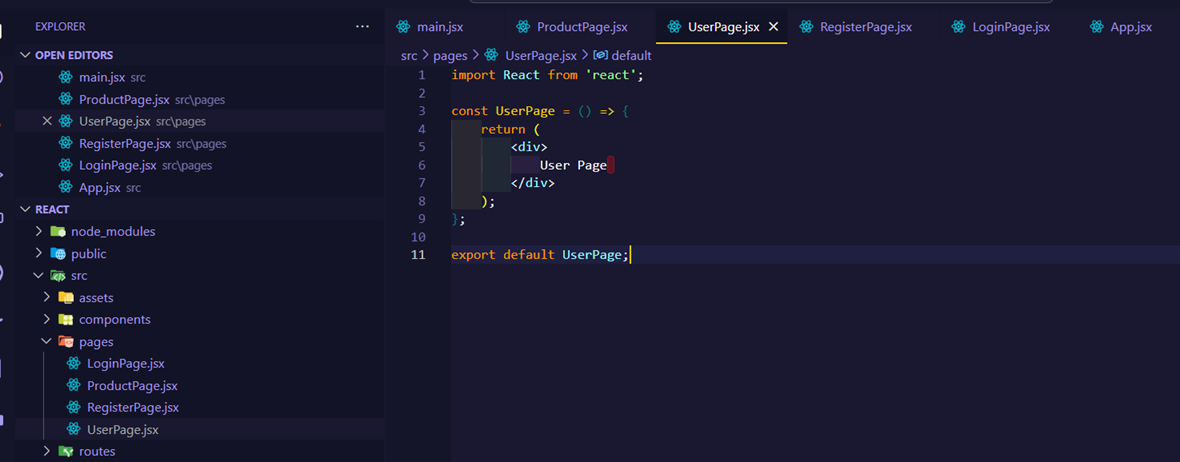 EXPLORER
OPEN EDITORS
main.jsx src
ProductPage.jsx src\pages
UserPage.jsx src\pages
RegisterPage.jsx src\pages
LoginPage.jsx src\pages
App.jsx src
REACT
node_modules
public
src
assets
components
pages
LoginPage.jsx
ProductPage.jsx
RegisterPage.jsx
UserPage.jsx
routes
main.jsx ProductPage.jsx UserPage.jsx RegisterPage.jsx LoginPage.jsx App.jsx
src > pages > UserPage.jsx > default
1 import React from 'react';
2
3 const UserPage = () => {
4 return (
5 <div>
6 User Page
7 </div>
8 );
9 };
10
11 export default UserPage;